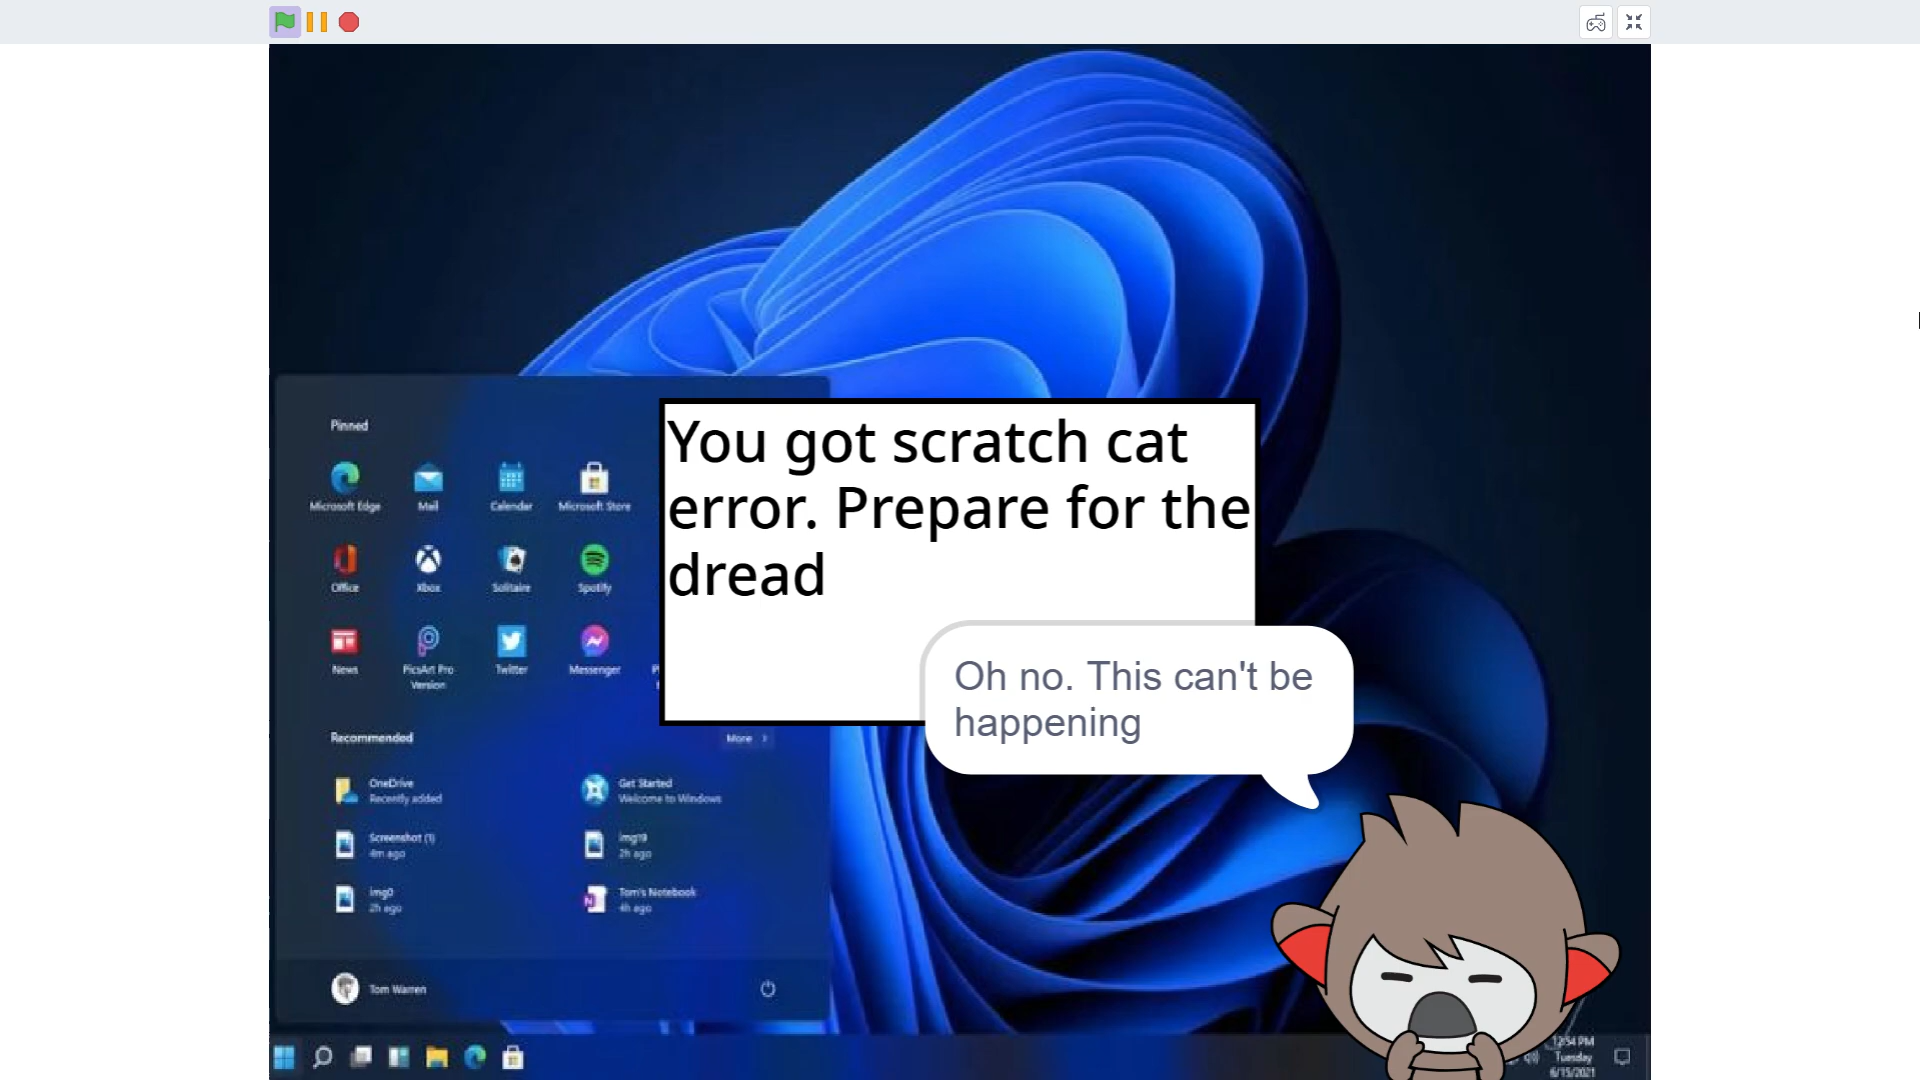 You got scratch cat
error. Prepare for the
dread
Oh no. This can't be
happening
Pinned
Microsoft Edge
Mail
Calendar
Microsoft Store
Office
Xbox
Solitaire
Spotify
News
PicsArt Pro
Version
Twitter
Messenger
Recommended
More
OneDrive
Recently added
Get Started
Welcome to Windows
Screenshot (1)
4m ago
img19
2h ago
img0
2h ago
Tom's Notebook
4h ago
Tom Warren
12:54 PM
Tuesday
6/15/2021